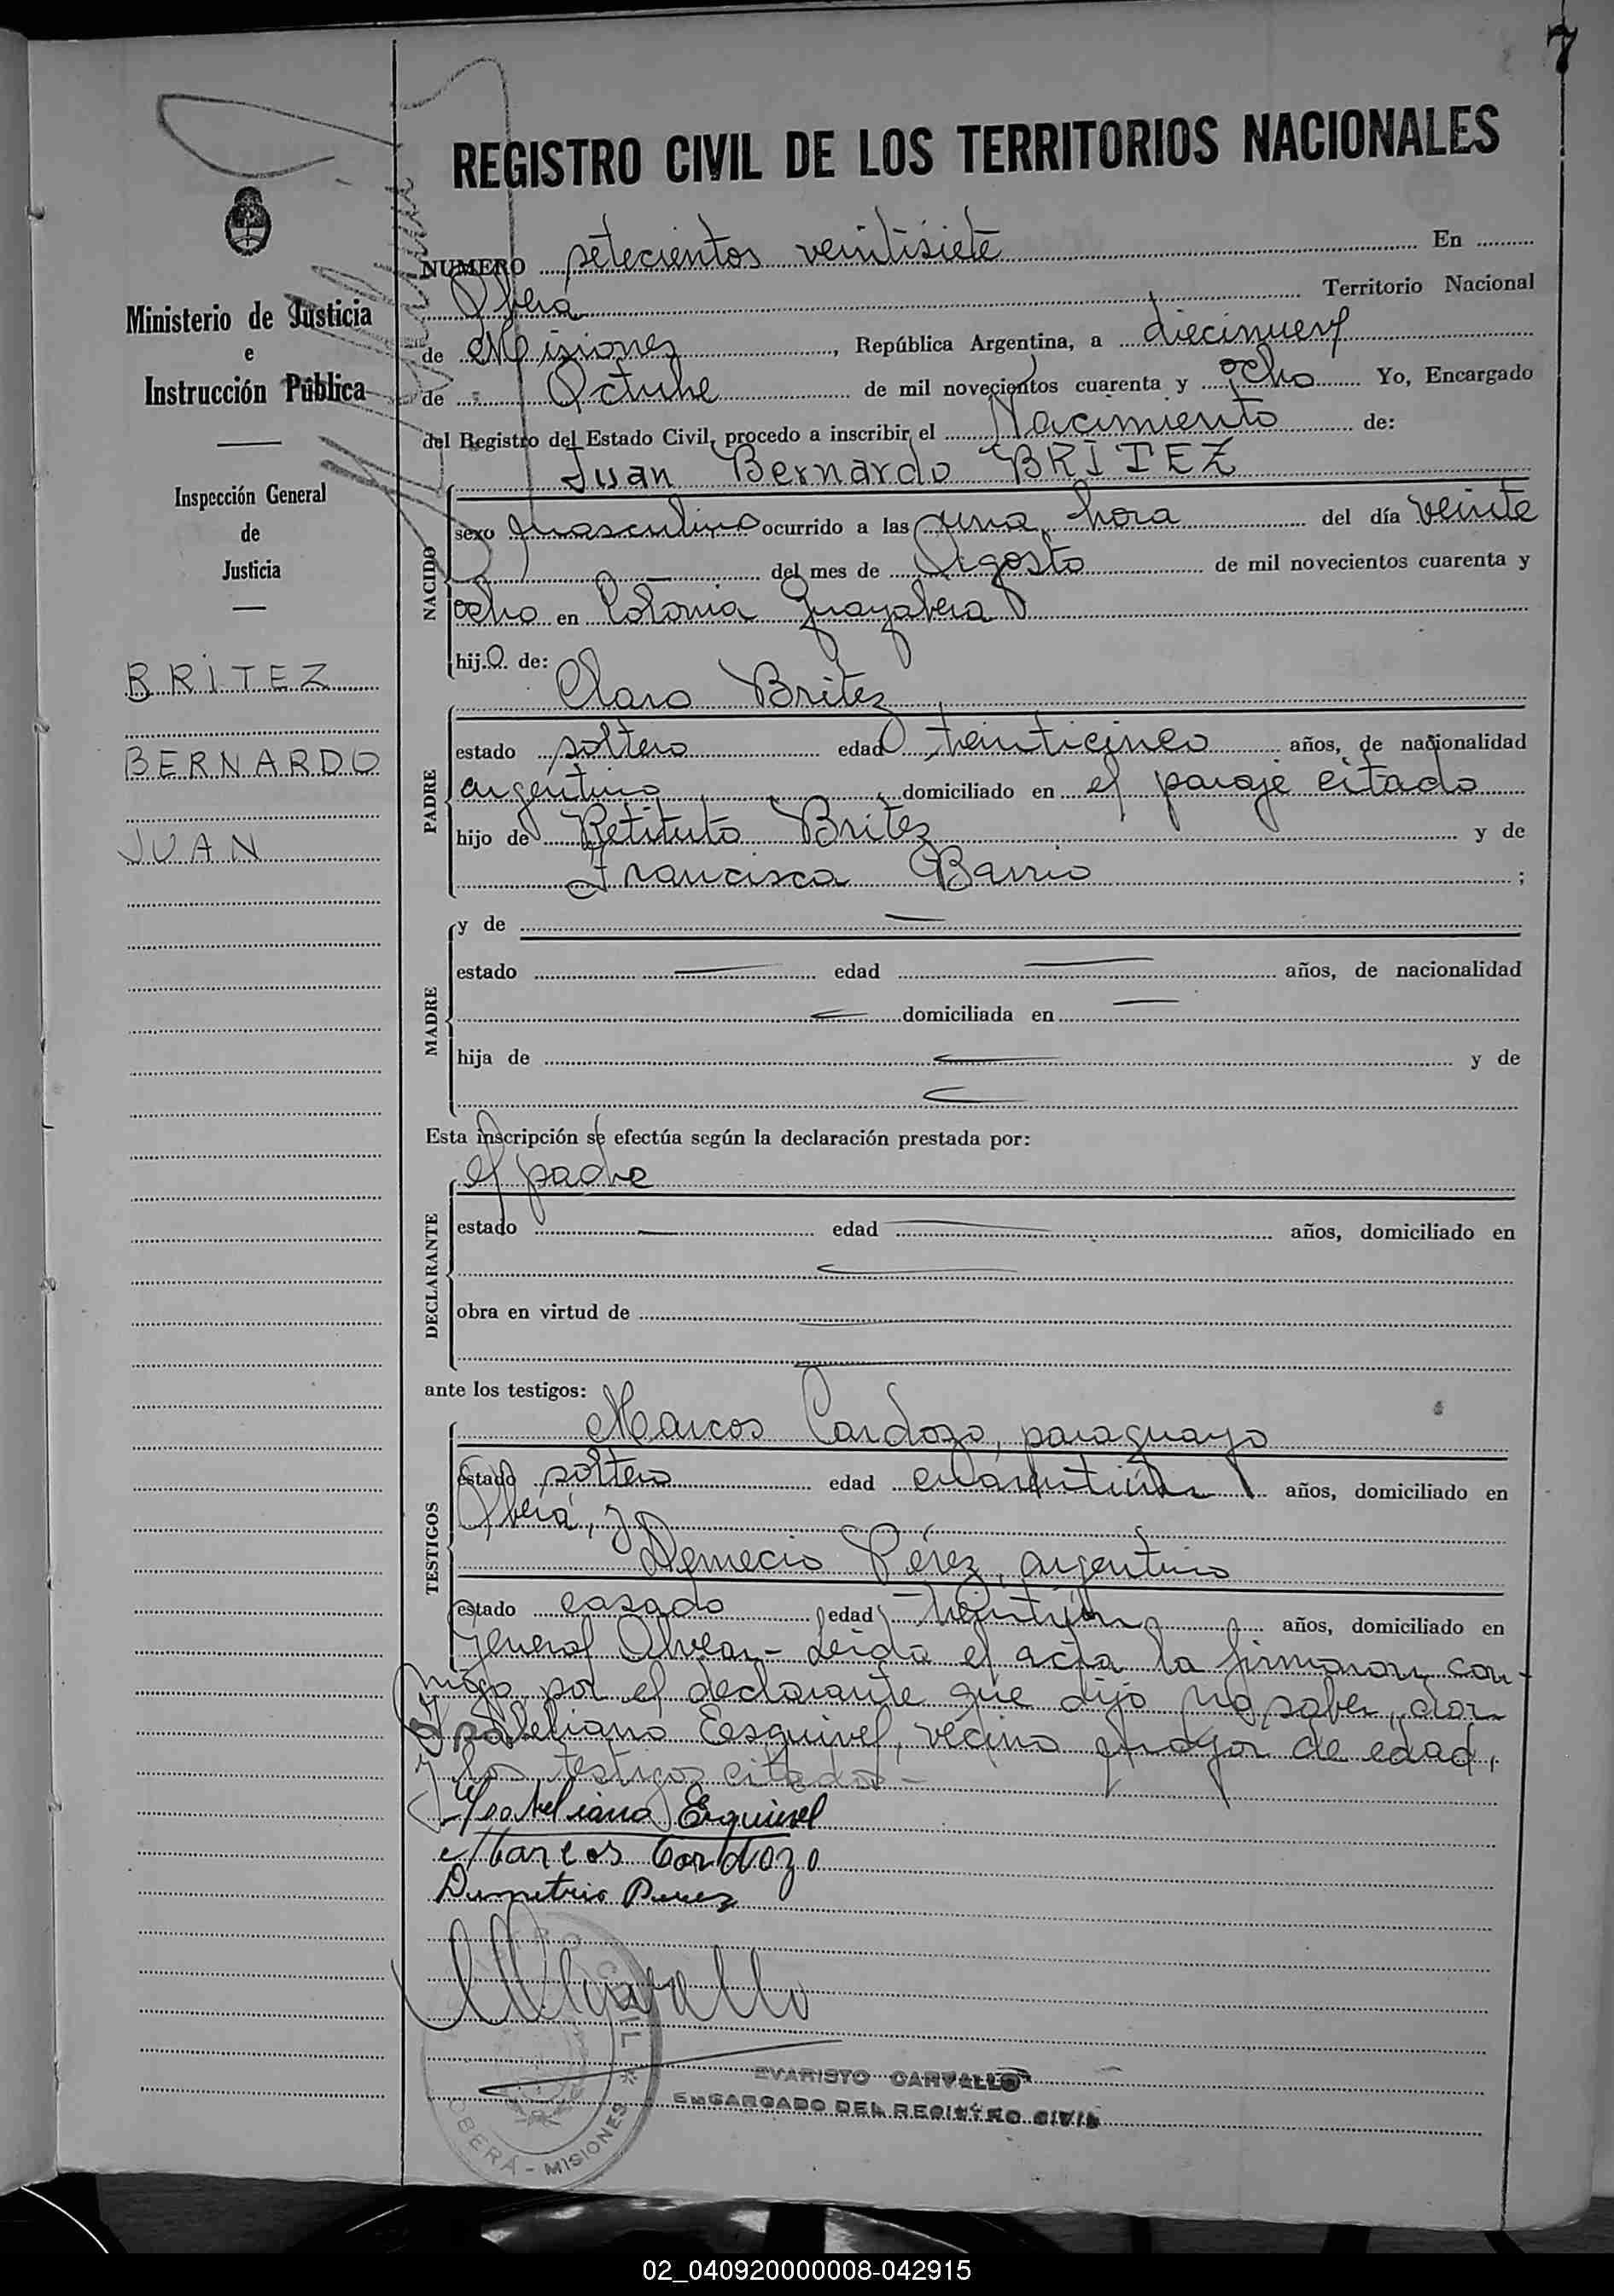 7
REGISTRO CIVIL DE LOS TERRITORIOS NACIONALES
NUMERO setecientos veintisiete En
Oberá Territorio Nacional
de Misiones, República Argentina, a diecinueve
de Octubre de mil novecientos cuarenta y ocho Yo, Encargado
del Registro del Estado Civil, procedo a inscribir el Nacimiento de:
Juan Bernardo BRITEZ
NACIDO
sexo masculino ocurrido a las una hora del día veinte
del mes de Agosto de mil novecientos cuarenta y
ocho en Colonia Guayabera
hijo de:
Claro Britez
PADRE
estado soltero edad treinticinco años, de nacionalidad
argentino domiciliado en el paraje citado
hijo de Retituto Britez y de
Francisca Barrio ;
MADRE
y de
estado edad años, de nacionalidad
domiciliada en
hija de y de
Esta inscripción se efectúa según la declaración prestada por:
el padre
DECLARANTE
estado edad años, domiciliado en
obra en virtud de
ante los testigos:
Marcos Cardozo, paraguayo
TESTIGOS
estado soltero edad años, domiciliado en
Oberá, y
Demecio Pérez, argentino
estado casado edad años, domiciliado en
General Alvear - Leida el acta la firmaron con-
migo, por el declarante que dijo no saber, don
Isabeliano Esquivel, vecino mayor de edad,
y los testigos citados -
Ysabeliano Esquivel
Marcos Cardozo
Demetrio Perez
Carvallo
EVARISTO CARVALLO
ENCARGADO DEL REGISTRO CIVIL
CIVIL * OBERÁ - MISIONES
Ministerio de Justicia
e
Instrucción Pública
Inspección General
de
Justicia
BRITEZ
BERNARDO
JUAN
02_040920000008-042915